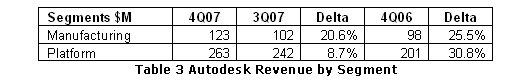 Segments $M 4Q07 3Q07 Delta 4Q06 Delta
Manufacturing 123 102 20.6% 98 25.5%
Platform 263 242 8.7% 201 30.8%
Table 3 Autodesk Revenue by Segment